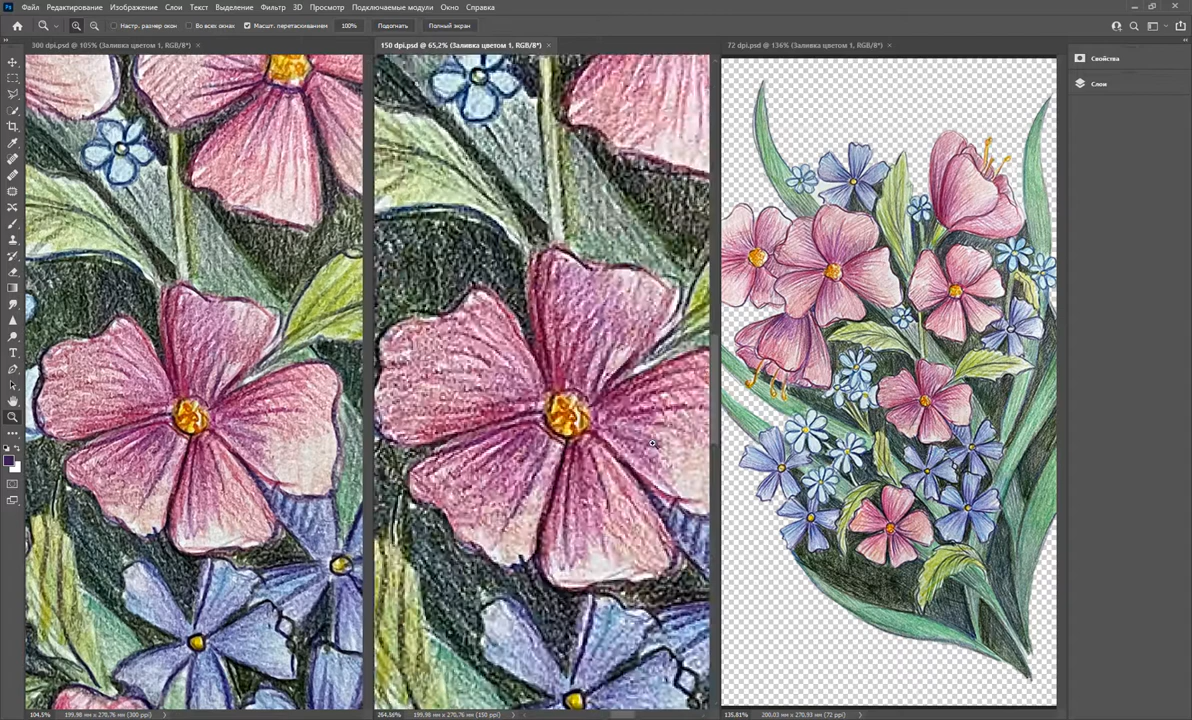 Файл Редактирование Изображение Слои Текст Выделение Фильтр 3D Просмотр Подключаемые модули Окно Справка
Настр. размер окон Во всех окнах Масшт. перетаскиванием 100% Подогнать Полный экран
300 dpi.psd @ 105% (Заливка цветом 1, RGB/8*) × 150 dpi.psd @ 65,2% (Заливка цветом 1, RGB/8*) × 72 dpi.psd @ 136% (Заливка цветом 1, RGB/8*) ×
Свойства
Слои
104,5% 199,98 мм x 270,76 мм (300 ppi) 264,56% 199,98 мм x 270,76 мм (150 ppi) 135,81% 200,03 мм x 270,93 мм (72 ppi)